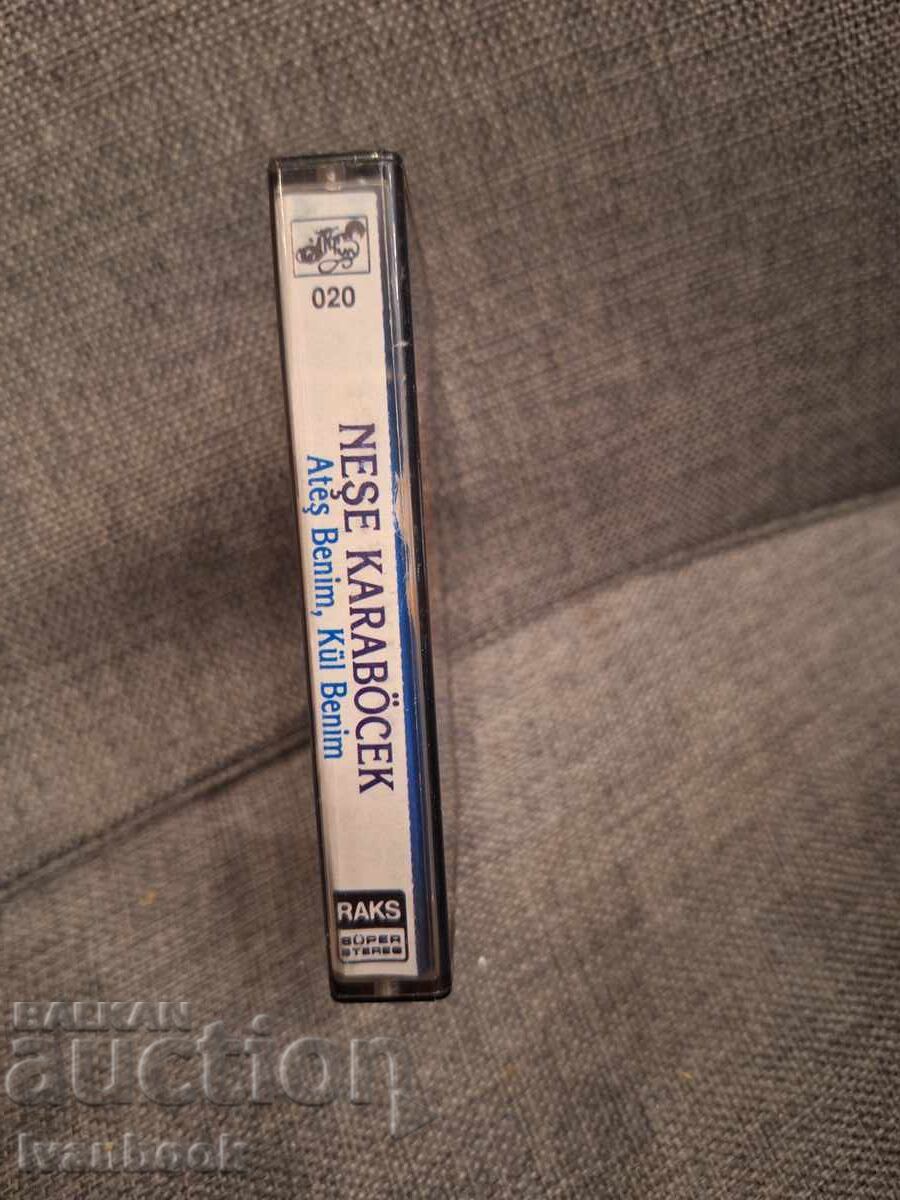 020
NEŞE KARABÖCEK
Ateş Benim, Kül Benim
RAKS
SÜPER
STEREO
BALKAN
auction
Ivanbook